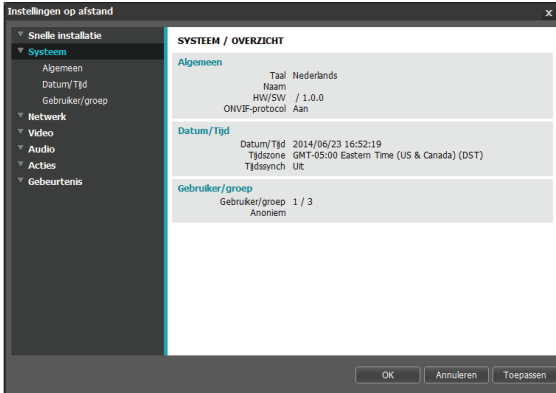 Instellingen op afstand
x
Snelle installatie
Systeem
Algemeen
Datum/Tijd
Gebruiker/groep
Netwerk
Video
Audio
Acties
Gebeurtenis
SYSTEEM / OVERZICHT
Algemeen
Taal Nederlands
Naam
HW/SW / 1.0.0
ONVIF-protocol Aan
Datum/Tijd
Datum/Tijd 2014/06/23 16:52:19
Tijdszone GMT-05:00 Eastern Time (US & Canada) (DST)
Tijdssynch Uit
Gebruiker/groep
Gebruiker/groep 1 / 3
Anoniem
OK Annuleren Toepassen